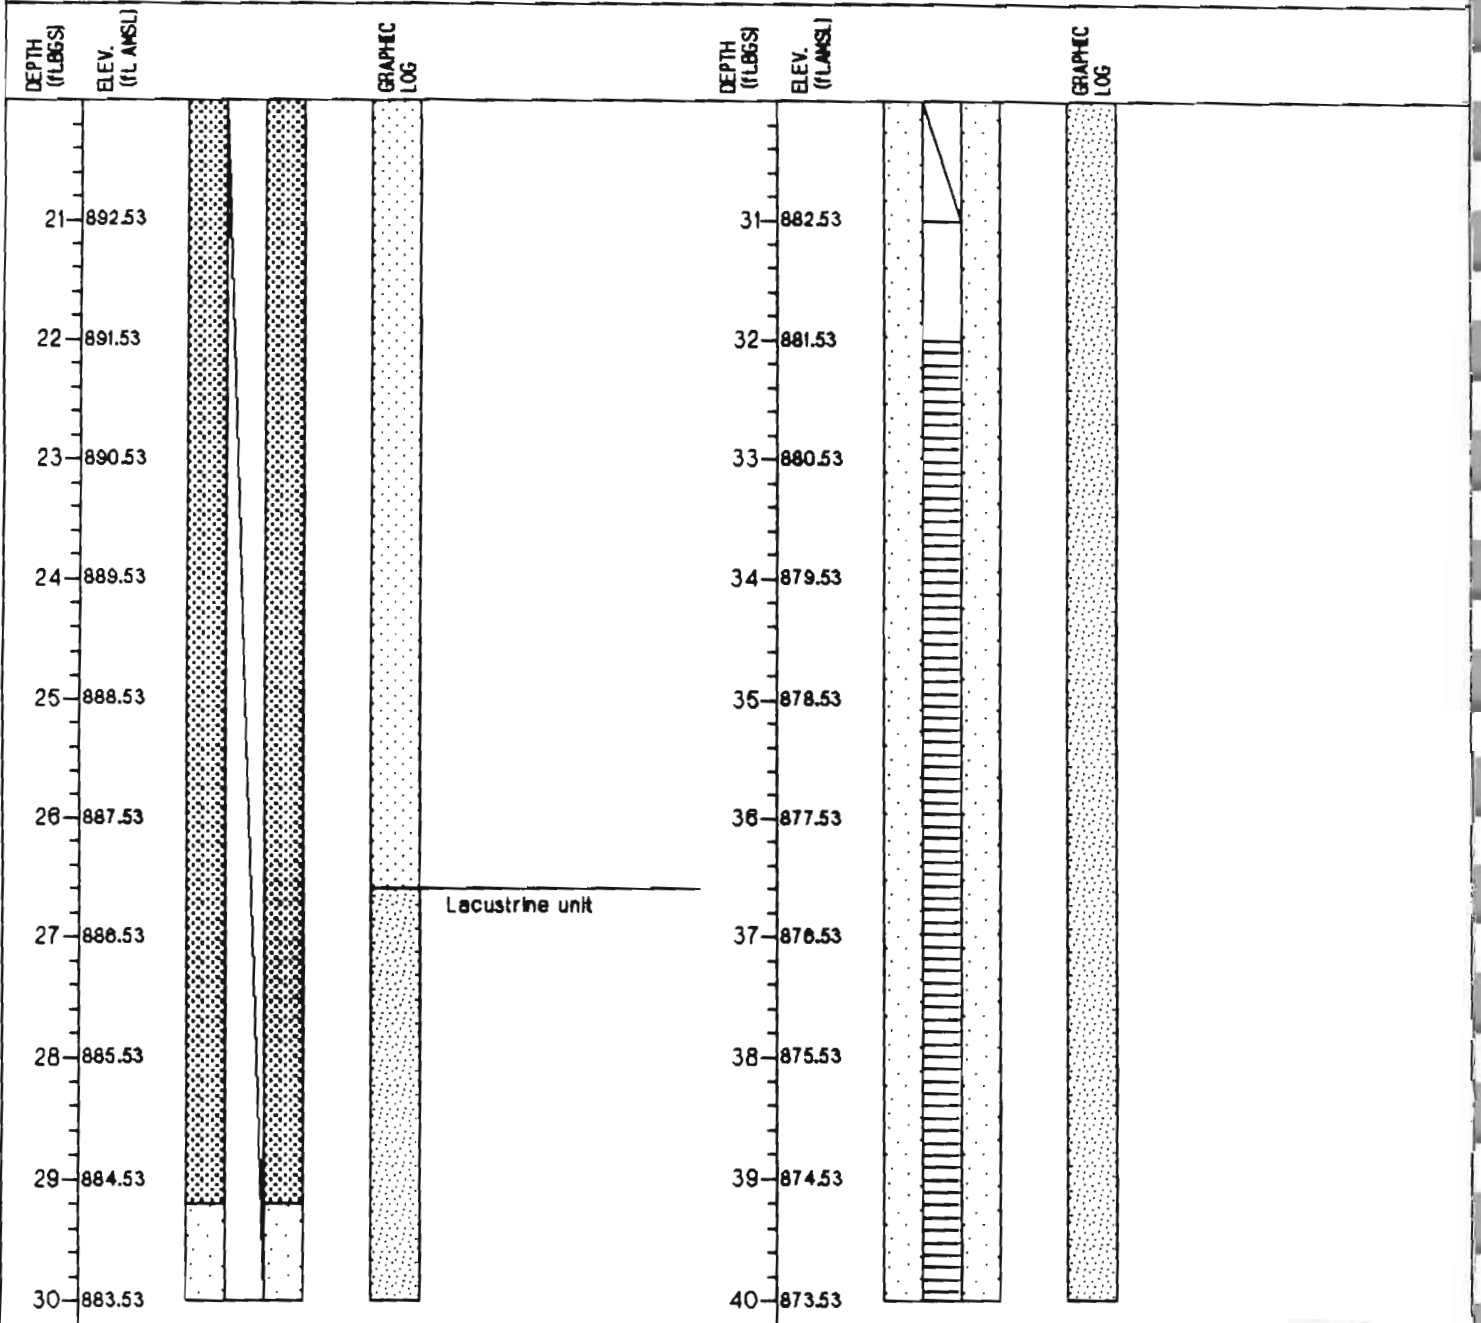 DEPTH
(ft.BGS)
ELEV.
(ft. AMSL)
GRAPHIC
LOG
21 892.53
22 891.53
23 890.53
24 889.53
25 888.53
26 887.53
Lacustrine unit
27 886.53
28 885.53
29 884.53
30 883.53
DEPTH
(ft.BGS)
ELEV.
(ft.AMSL)
GRAPHIC
LOG
31 882.53
32 881.53
33 880.53
34 879.53
35 878.53
36 877.53
37 876.53
38 875.53
39 874.53
40 873.53